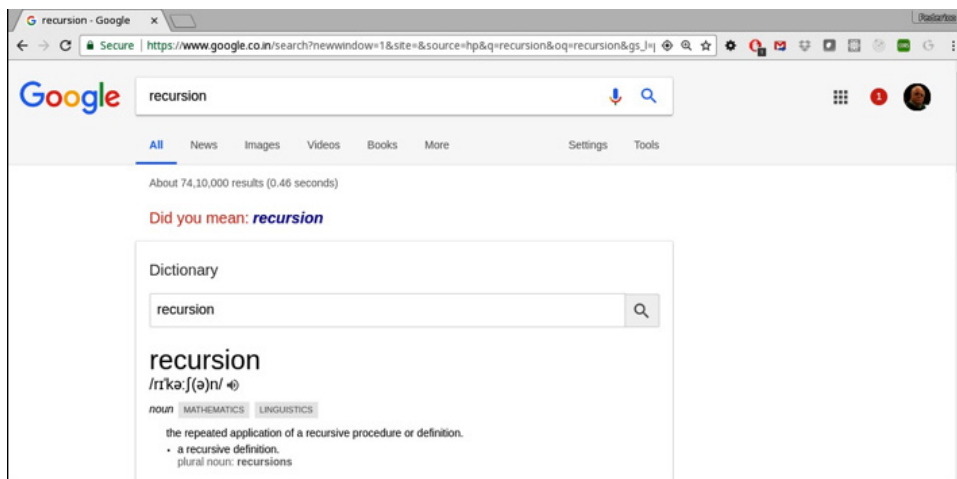 recursion - Google
Secure | https://www.google.co.in/search?newwindow=1&site=&source=hp&q=recursion&oq=recursion&gs_l=
Google recursion 1
All News Images Videos Books More Settings Tools
About 74,10,000 results (0.46 seconds)
Did you mean: recursion
Dictionary
recursion
recursion
/rɪˈkəːʃ(ə)n/
noun MATHEMATICS LINGUISTICS
the repeated application of a recursive procedure or definition.
• a recursive definition.
plural noun: recursions